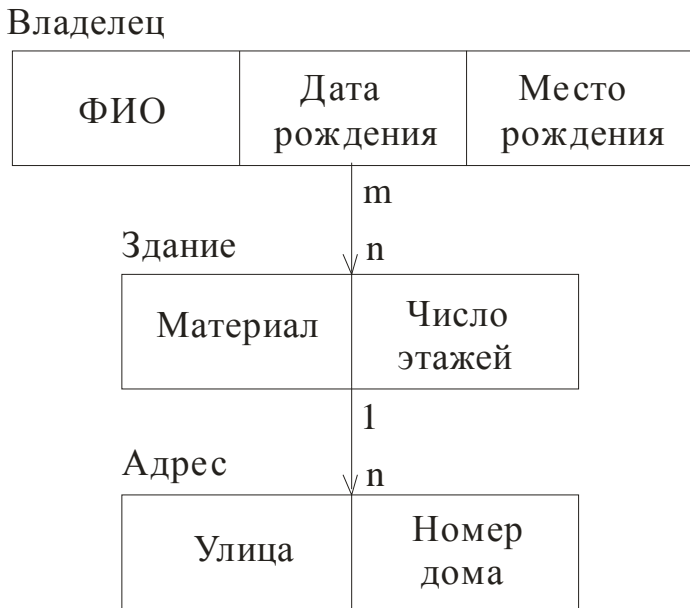 Владелец
ФИО
Дата
рождения
Место
рождения
m
n
Здание
Материал
Число
этажей
1
n
Адрес
Улица
Номер
дома